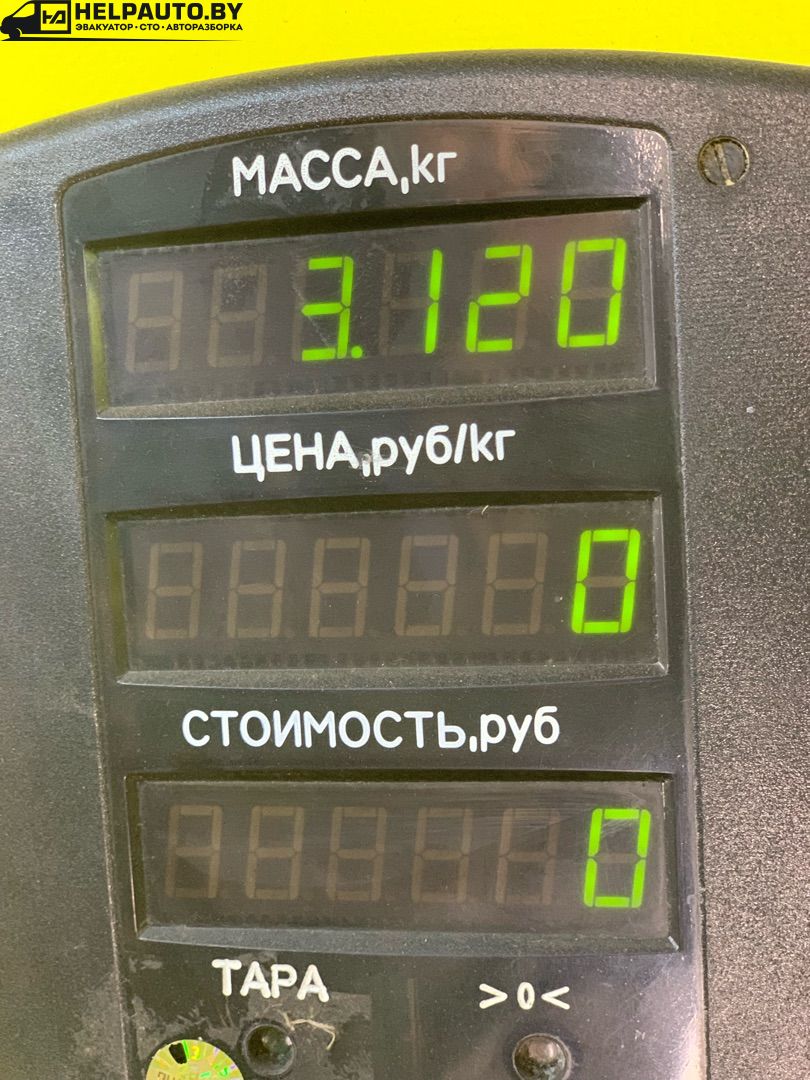 HELPAUTO.BY
ЭВАКУАТОР • СТО • АВТОРАЗБОРКА
МАССА,кг
3.120
ЦЕНА,руб/кг
0
СТОИМОСТЬ,руб
0
ТАРА >0<